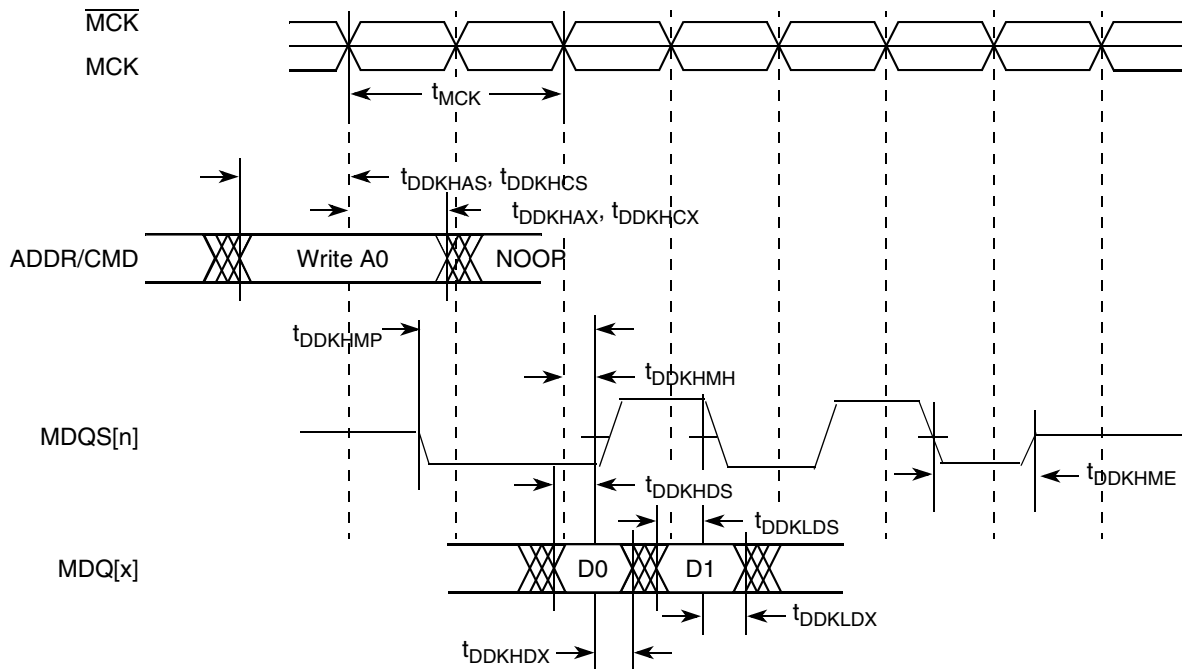 MCK
MCK
tMCK
tDDKHAS, tDDKHCS
tDDKHAX, tDDKHCX
ADDR/CMD
Write A0
NOOP
tDDKHMP
tDDKHMH
MDQS[n]
tDDKHDS
tDDKHME
tDDKLDS
MDQ[x]
D0
D1
tDDKLDX
tDDKHDX